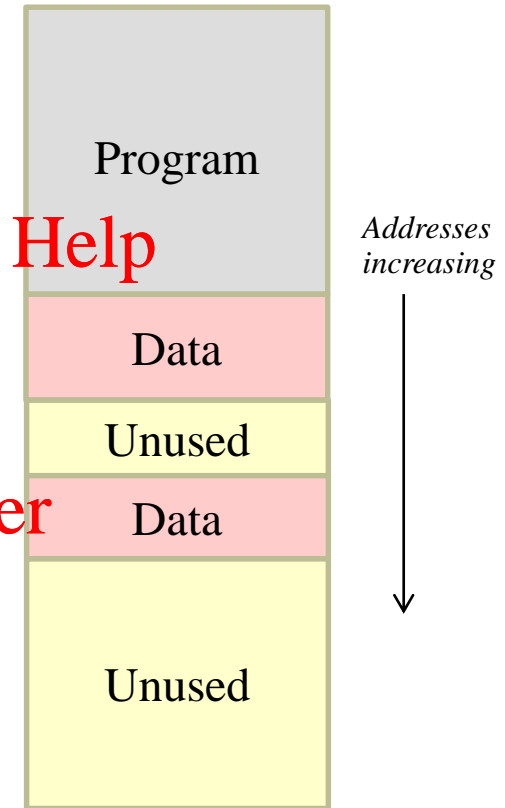 Program
Help
Addresses
increasing
Data
Unused
er
Data
Unused